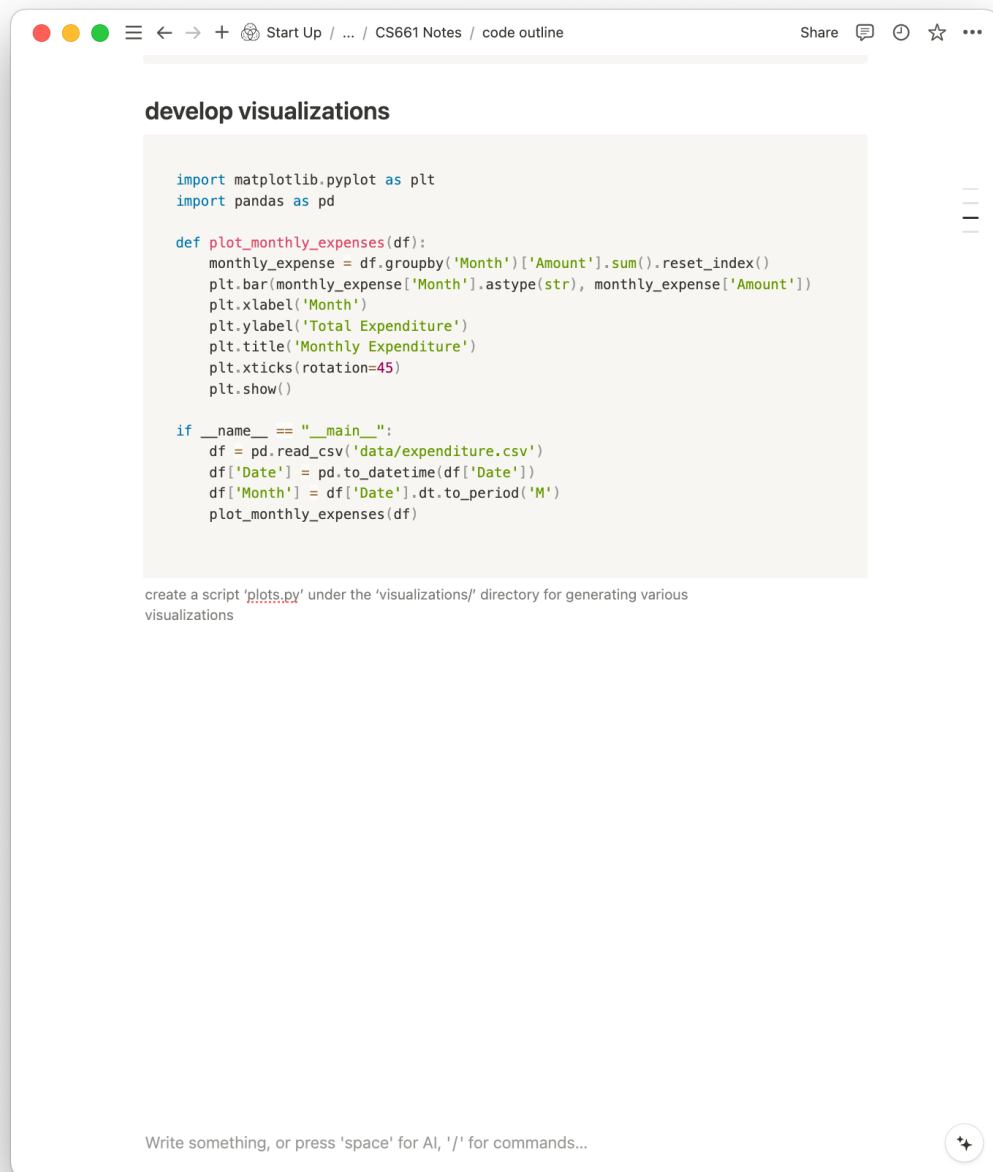 Start Up / ... / CS661 Notes / code outline
Share
develop visualizations
import matplotlib.pyplot as plt
import pandas as pd
def plot_monthly_expenses(df):
    monthly_expense = df.groupby('Month')['Amount'].sum().reset_index()
    plt.bar(monthly_expense['Month'].astype(str), monthly_expense['Amount'])
    plt.xlabel('Month')
    plt.ylabel('Total Expenditure')
    plt.title('Monthly Expenditure')
    plt.xticks(rotation=45)
    plt.show()
if __name__ == "__main__":
    df = pd.read_csv('data/expenditure.csv')
    df['Date'] = pd.to_datetime(df['Date'])
    df['Month'] = df['Date'].dt.to_period('M')
    plot_monthly_expenses(df)
create a script ‘plots.py’ under the ‘visualizations/’ directory for generating various
visualizations
Write something, or press 'space' for AI, '/' for commands...